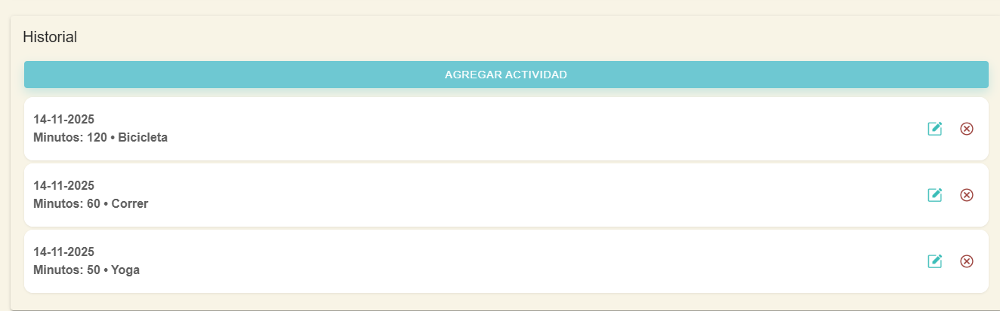 Historial
AGREGAR ACTIVIDAD
14-11-2025
Minutos: 120 • Bicicleta
14-11-2025
Minutos: 60 • Correr
14-11-2025
Minutos: 50 • Yoga